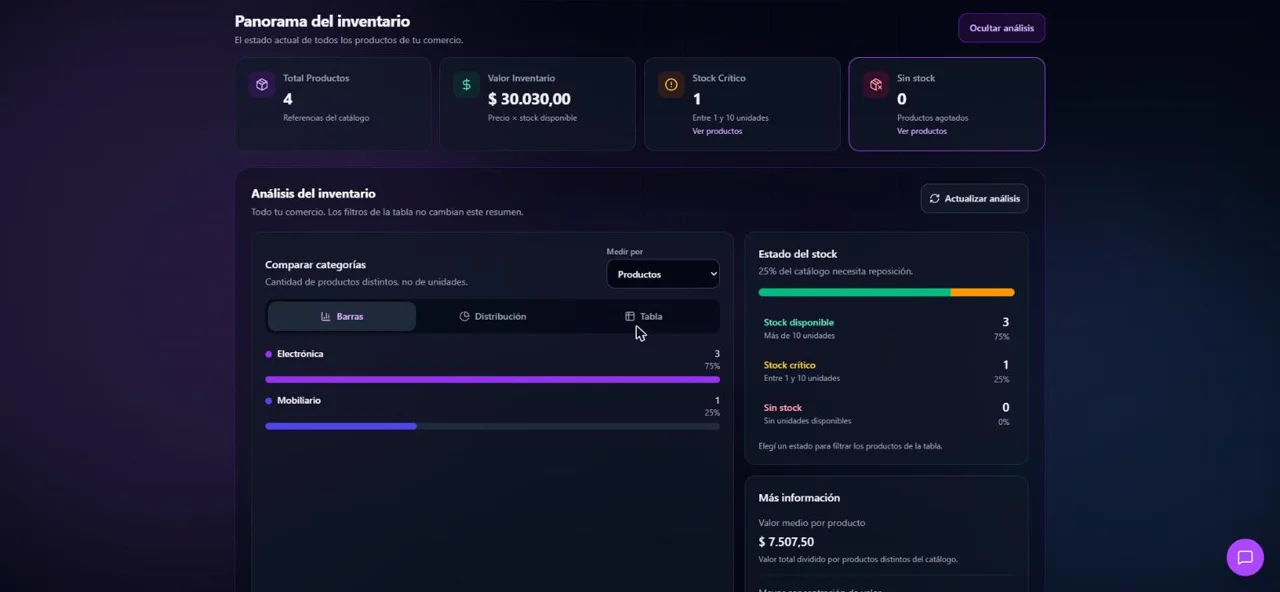 Panorama del inventario
El estado actual de todos los productos de tu comercio.
Ocultar análisis
Total Productos
4
Referencias del catálogo
Valor Inventario
$ 30.030,00
Precio × stock disponible
Stock Crítico
1
Entre 1 y 10 unidades
Ver productos
Sin stock
0
Productos agotados
Ver productos
Análisis del inventario
Todo tu comercio. Los filtros de la tabla no cambian este resumen.
Actualizar análisis
Comparar categorías
Cantidad de productos distintos, no de unidades.
Medir por
Productos
Barras
Distribución
Tabla
Electrónica
3
75%
Mobiliario
1
25%
Estado del stock
25% del catálogo necesita reposición.
Stock disponible
3
Más de 10 unidades
75%
Stock crítico
1
Entre 1 y 10 unidades
25%
Sin stock
0
Sin unidades disponibles
0%
Elegí un estado para filtrar los productos de la tabla.
Más información
Valor medio por producto
$ 7.507,50
Valor total dividido por productos distintos del catálogo.